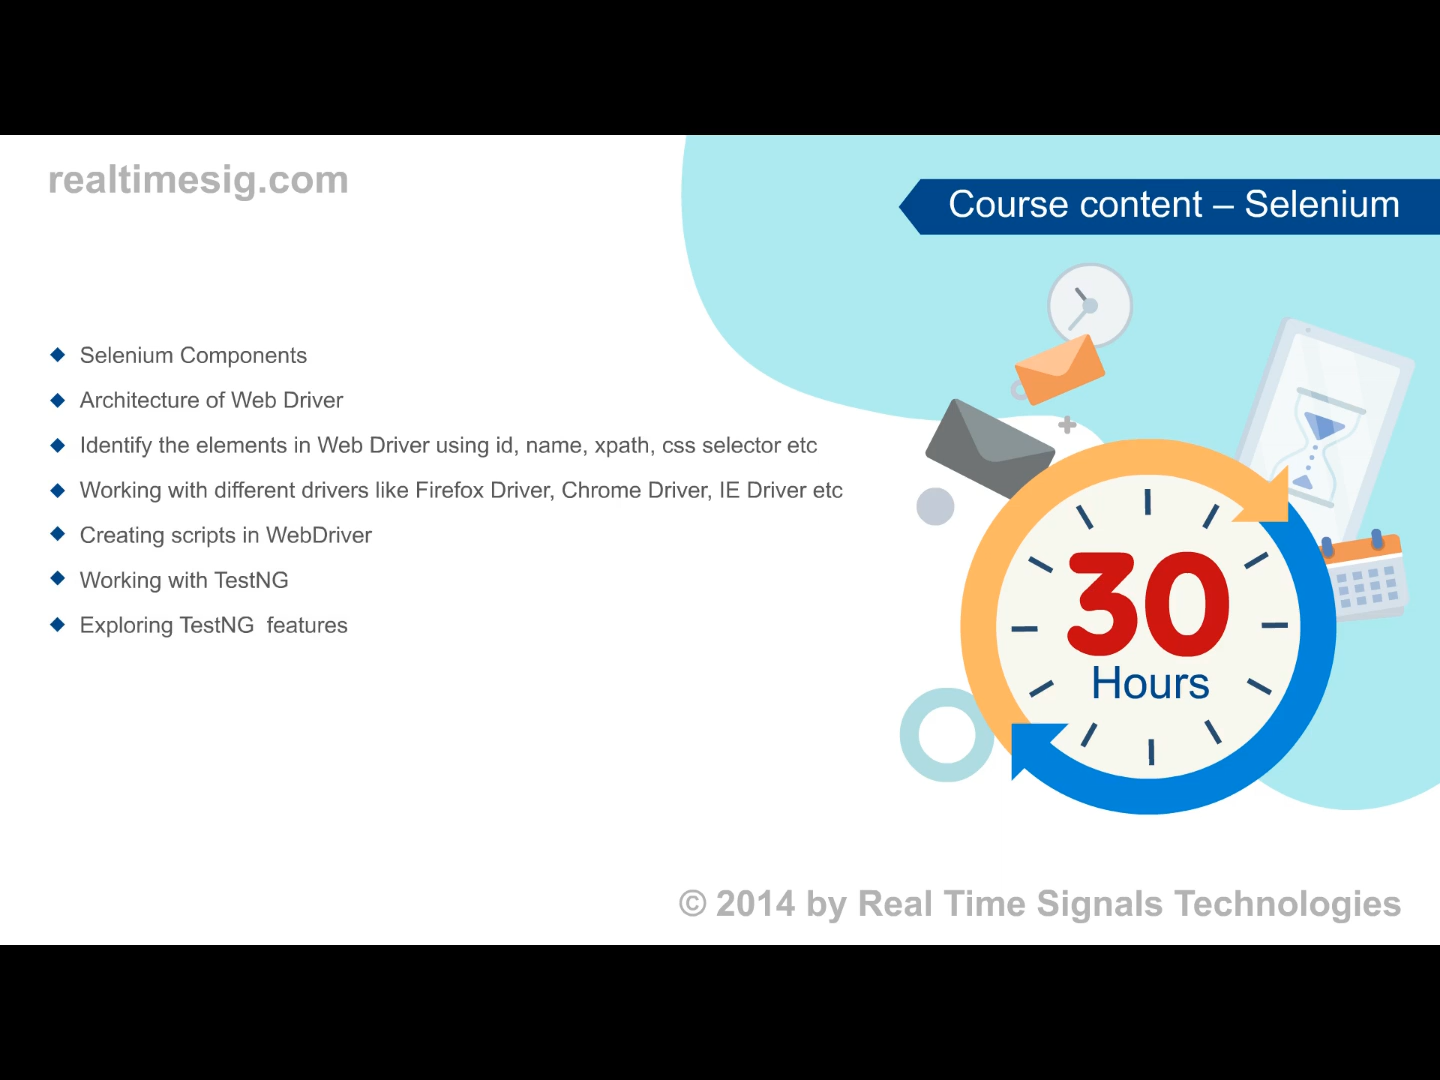 realtimesig.com
Course content – Selenium
Selenium Components
Architecture of Web Driver
Identify the elements in Web Driver using id, name, xpath, css selector etc
Working with different drivers like Firefox Driver, Chrome Driver, IE Driver etc
Creating scripts in WebDriver
Working with TestNG
Exploring TestNG  features
30
Hours
© 2014 by Real Time Signals Technologies